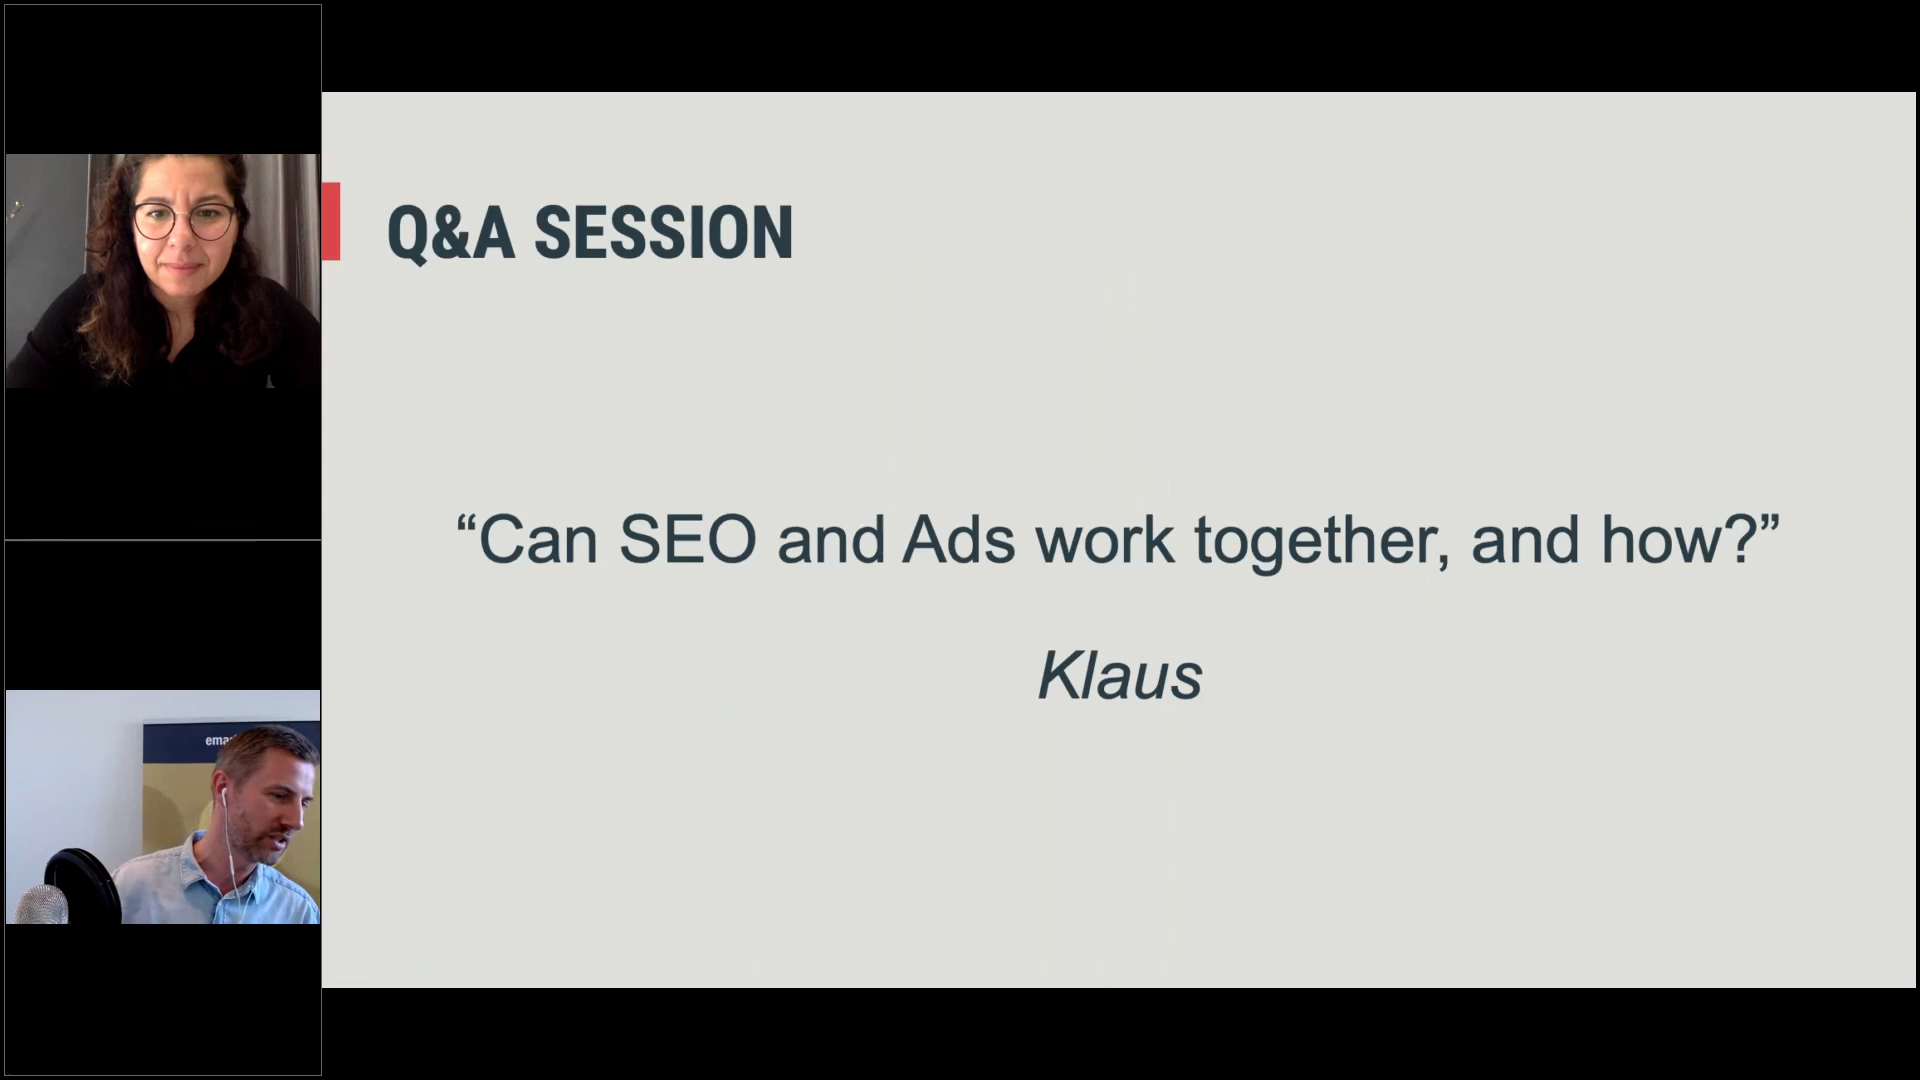 Q&A SESSION
“Can SEO and Ads work together, and how?”
Klaus